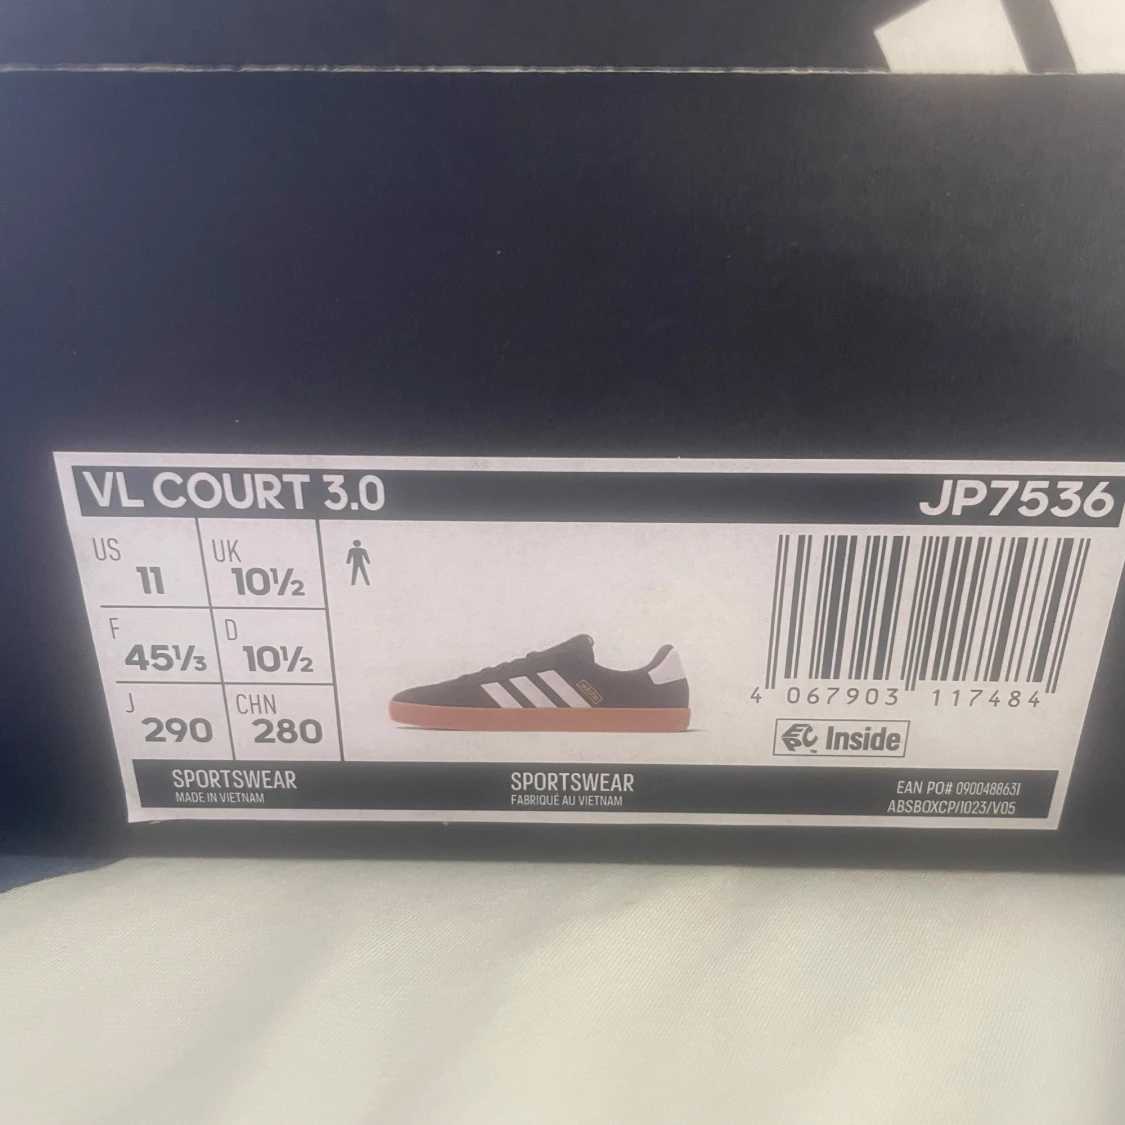 VL COURT 3.0
JP7536
US
11
UK
10½
F
45⅓
D
10½
J
290
CHN
280
4 067903 117484
Inside
SPORTSWEAR
MADE IN VIETNAM
SPORTSWEAR
FABRIQUÉ AU VIETNAM
EAN PO# 0900488631
ABSBOXCP/1023/V05